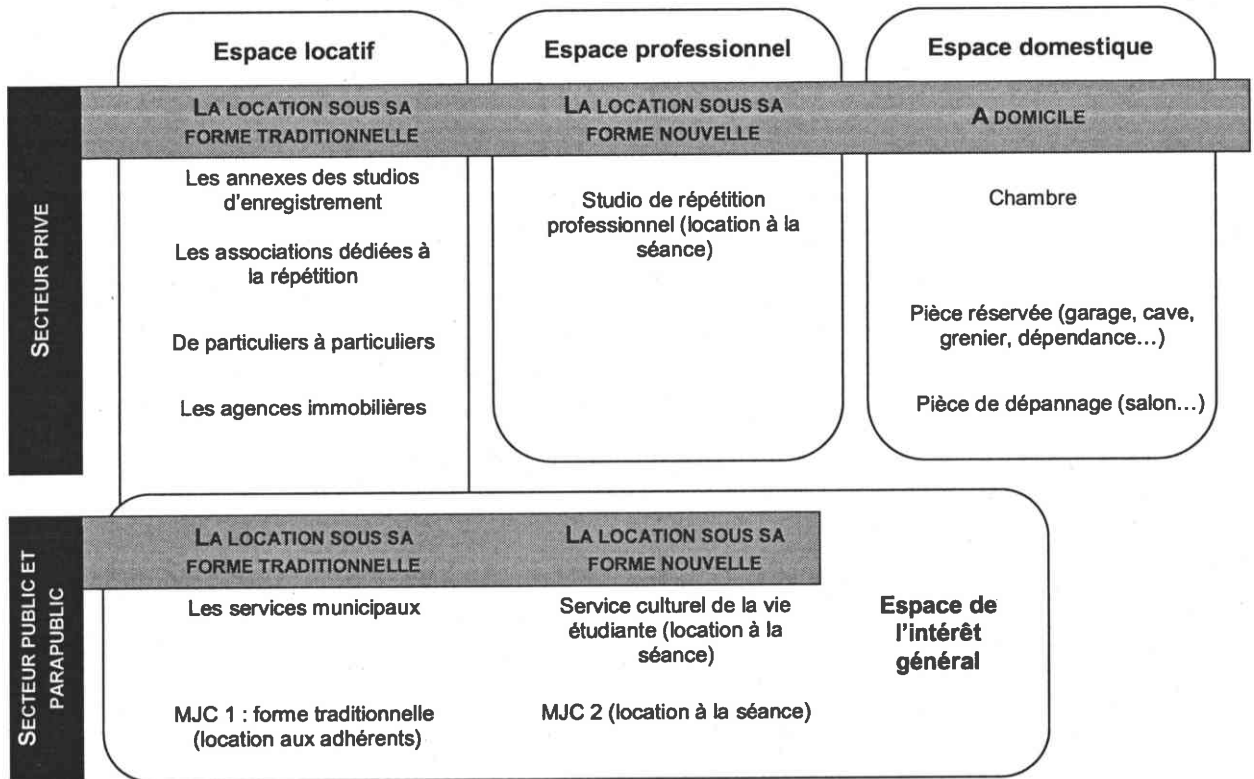 Espace locatif
Espace professionnel
Espace domestique
SECTEUR PRIVE
LA LOCATION SOUS SA
FORME TRADITIONNELLE
LA LOCATION SOUS SA
FORME NOUVELLE
A DOMICILE
Les annexes des studios
d'enregistrement
Les associations dédiées à
la répétition
De particuliers à particuliers
Les agences immobilières
Studio de répétition
professionnel (location à la
séance)
Chambre
Pièce réservée (garage, cave,
grenier, dépendance...)
Pièce de dépannage (salon...)
SECTEUR PUBLIC ET
PARAPUBLIC
LA LOCATION SOUS SA
FORME TRADITIONNELLE
LA LOCATION SOUS SA
FORME NOUVELLE
Les services municipaux
MJC 1 : forme traditionnelle
(location aux adhérents)
Service culturel de la vie
étudiante (location à la
séance)
MJC 2 (location à la séance)
Espace de
l'intérêt
général